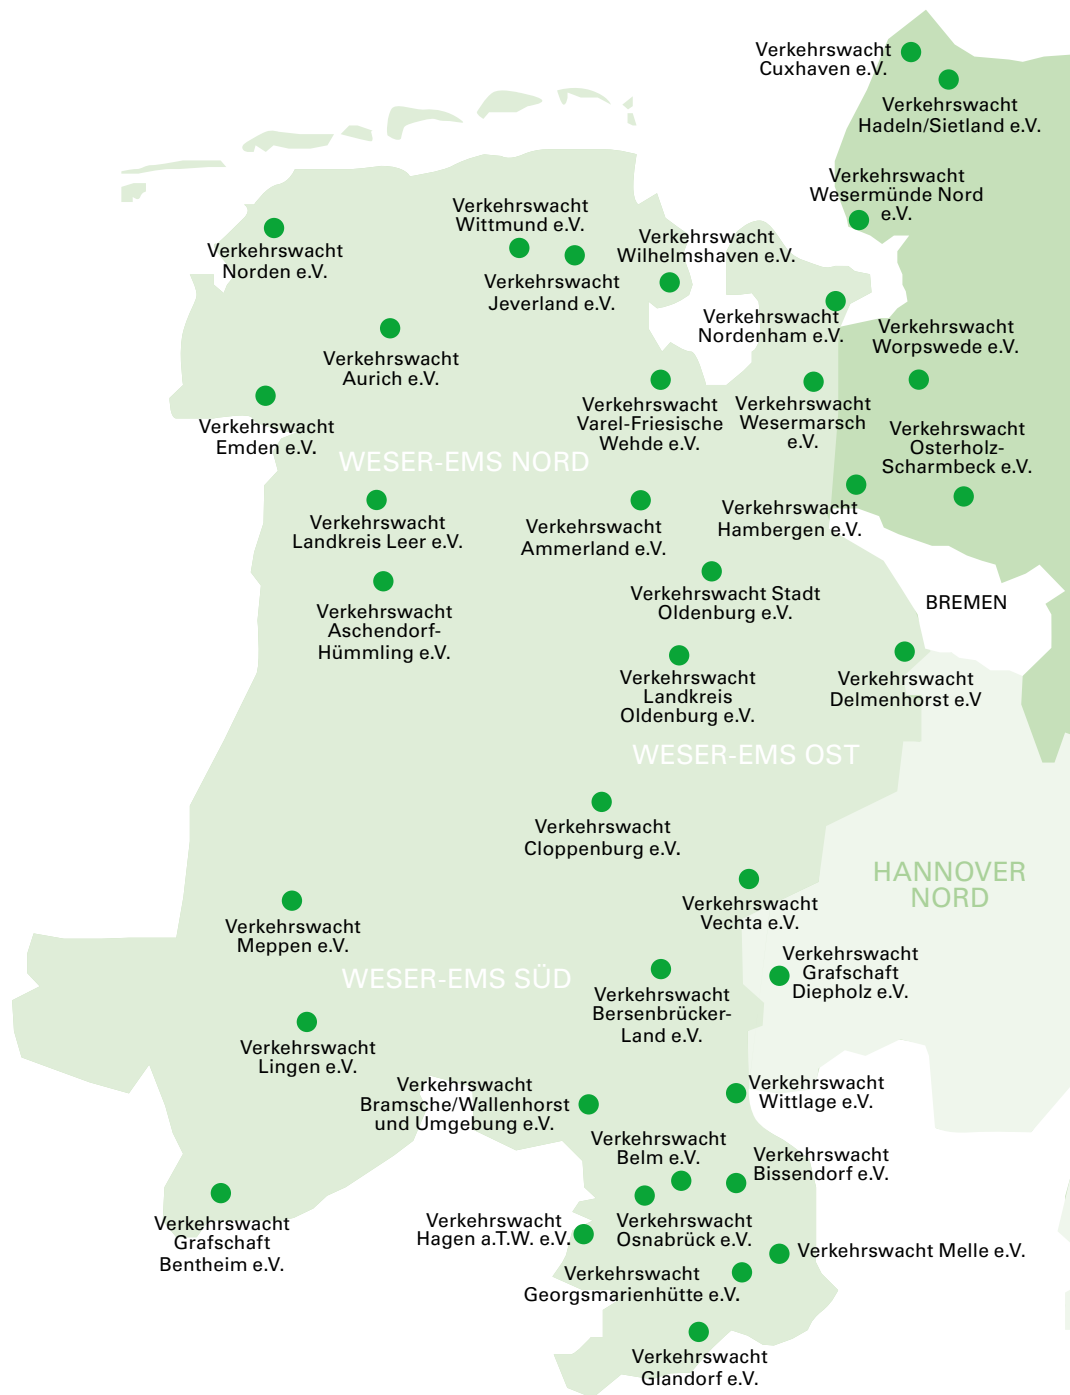 Verkehrswacht
Cuxhaven e.V.
Verkehrswacht
Hadeln/Sietland e.V.
Verkehrswacht
Wesermünde Nord
e.V.
Verkehrswacht
Wittmund e.V.
Verkehrswacht
Wilhelmshaven e.V.
Verkehrswacht
Norden e.V.
Verkehrswacht
Jeverland e.V.
Verkehrswacht
Nordenham e.V.
Verkehrswacht
Worpswede e.V.
Verkehrswacht
Aurich e.V.
Verkehrswacht
Varel-Friesische
Wehde e.V.
Verkehrswacht
Wesermarsch
e.V.
Verkehrswacht
Emden e.V.
Verkehrswacht
Osterholz-
Scharmbeck e.V.
WESER-EMS NORD
Verkehrswacht
Landkreis Leer e.V.
Verkehrswacht
Ammerland e.V.
Verkehrswacht
Hambergen e.V.
Verkehrswacht
Aschendorf-
Hümmling e.V.
Verkehrswacht Stadt
Oldenburg e.V.
BREMEN
Verkehrswacht
Landkreis
Oldenburg e.V.
Verkehrswacht
Delmenhorst e.V
WESER-EMS OST
Verkehrswacht
Cloppenburg e.V.
HANNOVER
NORD
Verkehrswacht
Vechta e.V.
Verkehrswacht
Meppen e.V.
Verkehrswacht
Grafschaft
Diepholz e.V.
WESER-EMS SÜD
Verkehrswacht
Bersenbrücker-
Land e.V.
Verkehrswacht
Lingen e.V.
Verkehrswacht
Bramsche/Wallenhorst
und Umgebung e.V.
Verkehrswacht
Wittlage e.V.
Verkehrswacht
Belm e.V.
Verkehrswacht
Bissendorf e.V.
Verkehrswacht
Grafschaft
Bentheim e.V.
Verkehrswacht
Hagen a.T.W. e.V.
Verkehrswacht
Osnabrück e.V.
Verkehrswacht Melle e.V.
Verkehrswacht
Georgsmarienhütte e.V.
Verkehrswacht
Glandorf e.V.